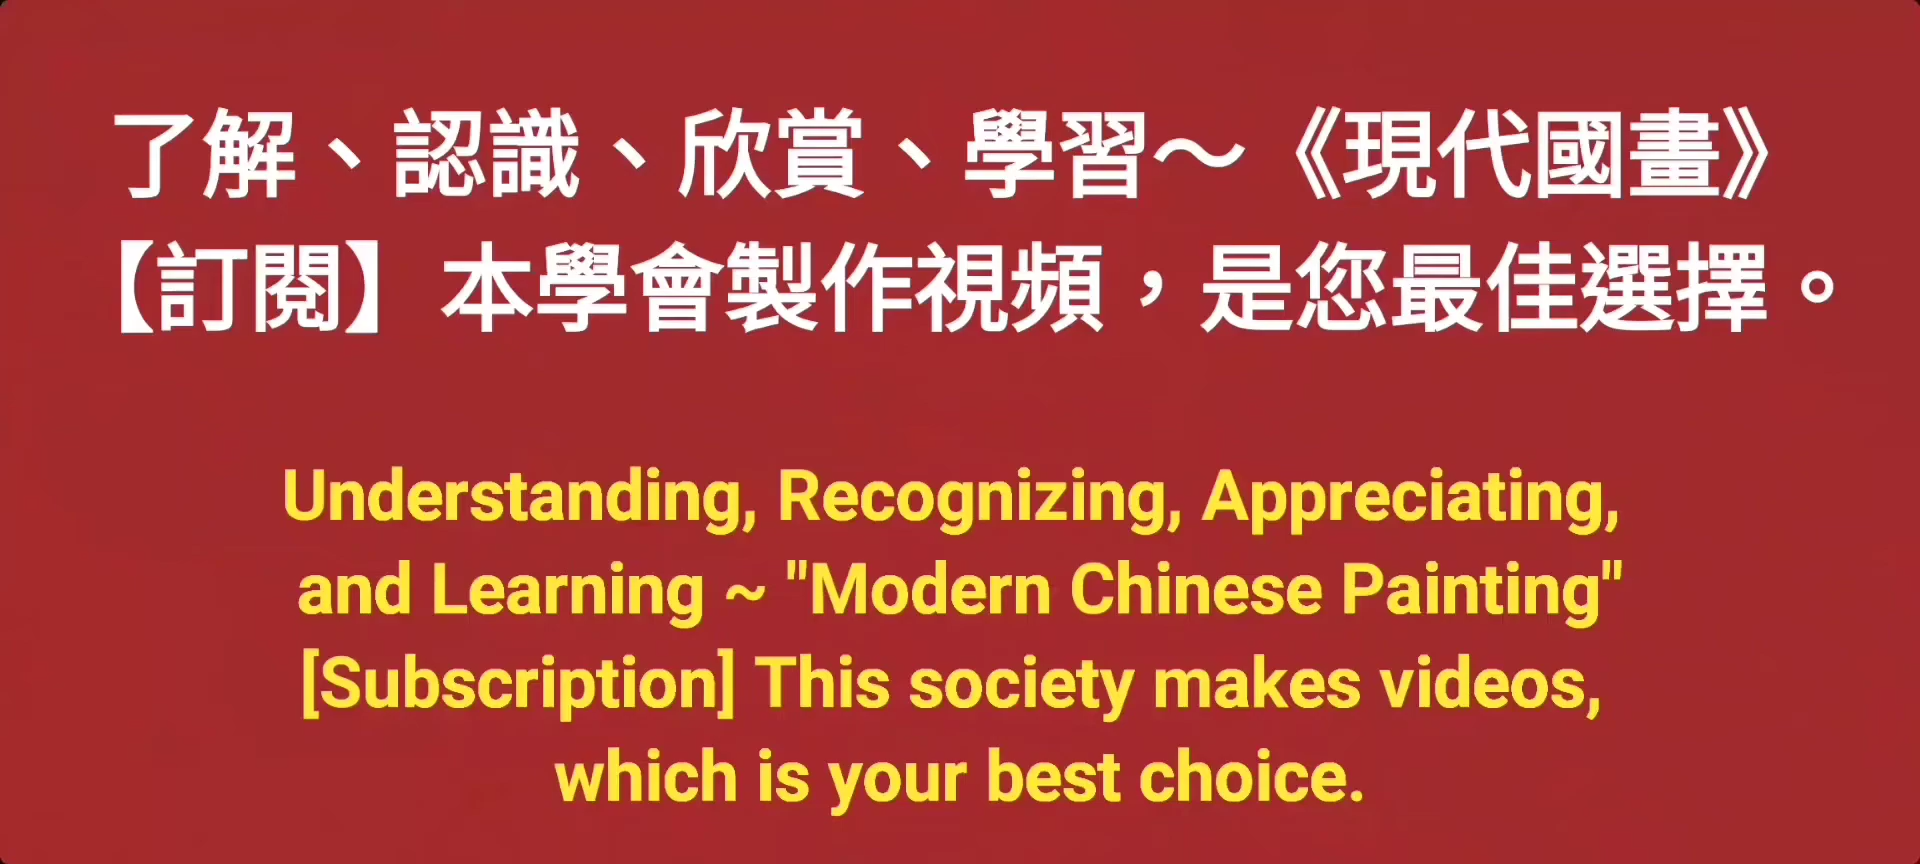 了解、認識、欣賞、學習～《現代國畫》
【訂閱】本學會製作視頻，是您最佳選擇。
Understanding, Recognizing, Appreciating,
and Learning ~ "Modern Chinese Painting"
[Subscription] This society makes videos,
which is your best choice.